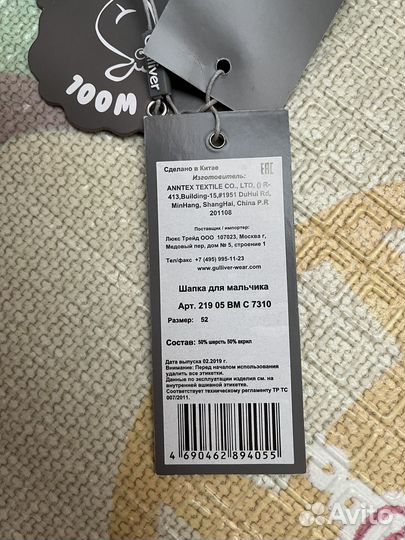 WOOL
Gulliver
Сделано в Китае
EAC
Изготовитель:
ANNTEX TEXTILE CO., LTD, () R-
413,Building-15,#1951 DuHui Rd,
MinHang, ShangHai, China P.R
201108
Поставщик / импортер:
Люкс Трейд ООО 107023, Москва г,
Медовый пер, дом № 5, строение 1
Тел/факс +7 (495) 995-11-23
www.gulliver-wear.com
Шапка для мальчика
Арт. 219 05 BM C 7310
Размер: 52
Состав: 50% шерсть 50% акрил
Дата выпуска 02.2019 г.
Внимание: Перед началом использования
удалить все этикетки.
Данные по эксплуатации изделия см. на
внутренней вшивной этикетке.
Соответствует техническому регламенту ТР ТС
007/2011.
4 690462 894055
Avito